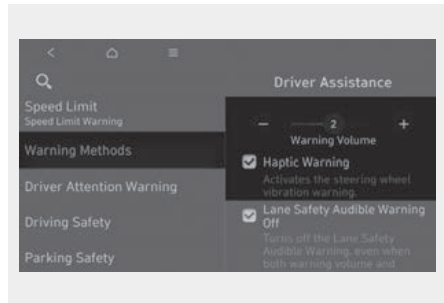 Driver Assistance
Speed Limit
Speed Limit Warning
Warning Methods
Driver Attention Warning
Driving Safety
Parking Safety
− 2 +
Warning Volume
Haptic Warning
Activates the steering wheel
vibration warning.
Lane Safety Audible Warning
Off
Turns off the Lane Safety
Audible Warning, even when
both warning volume and